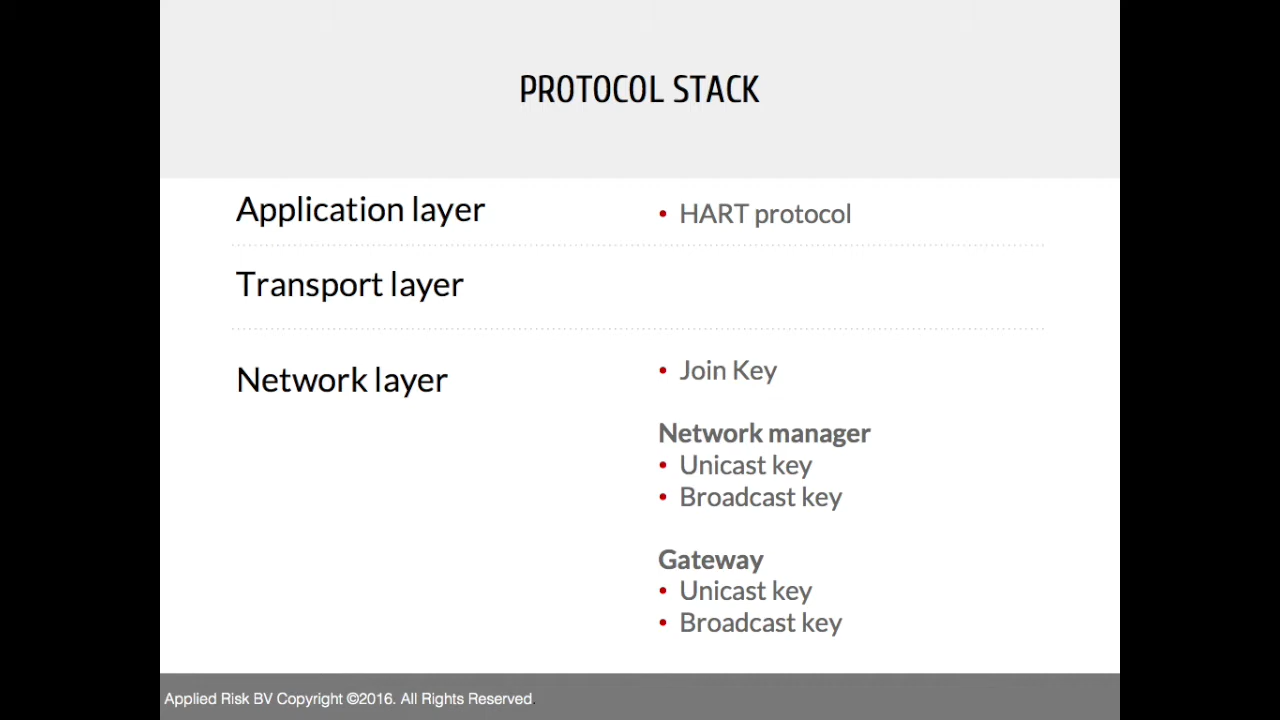 PROTOCOL STACK
Application layer
• HART protocol
Transport layer
Network layer
• Join Key
Network manager
• Unicast key
• Broadcast key
Gateway
• Unicast key
• Broadcast key
Applied Risk BV Copyright ©2016. All Rights Reserved.